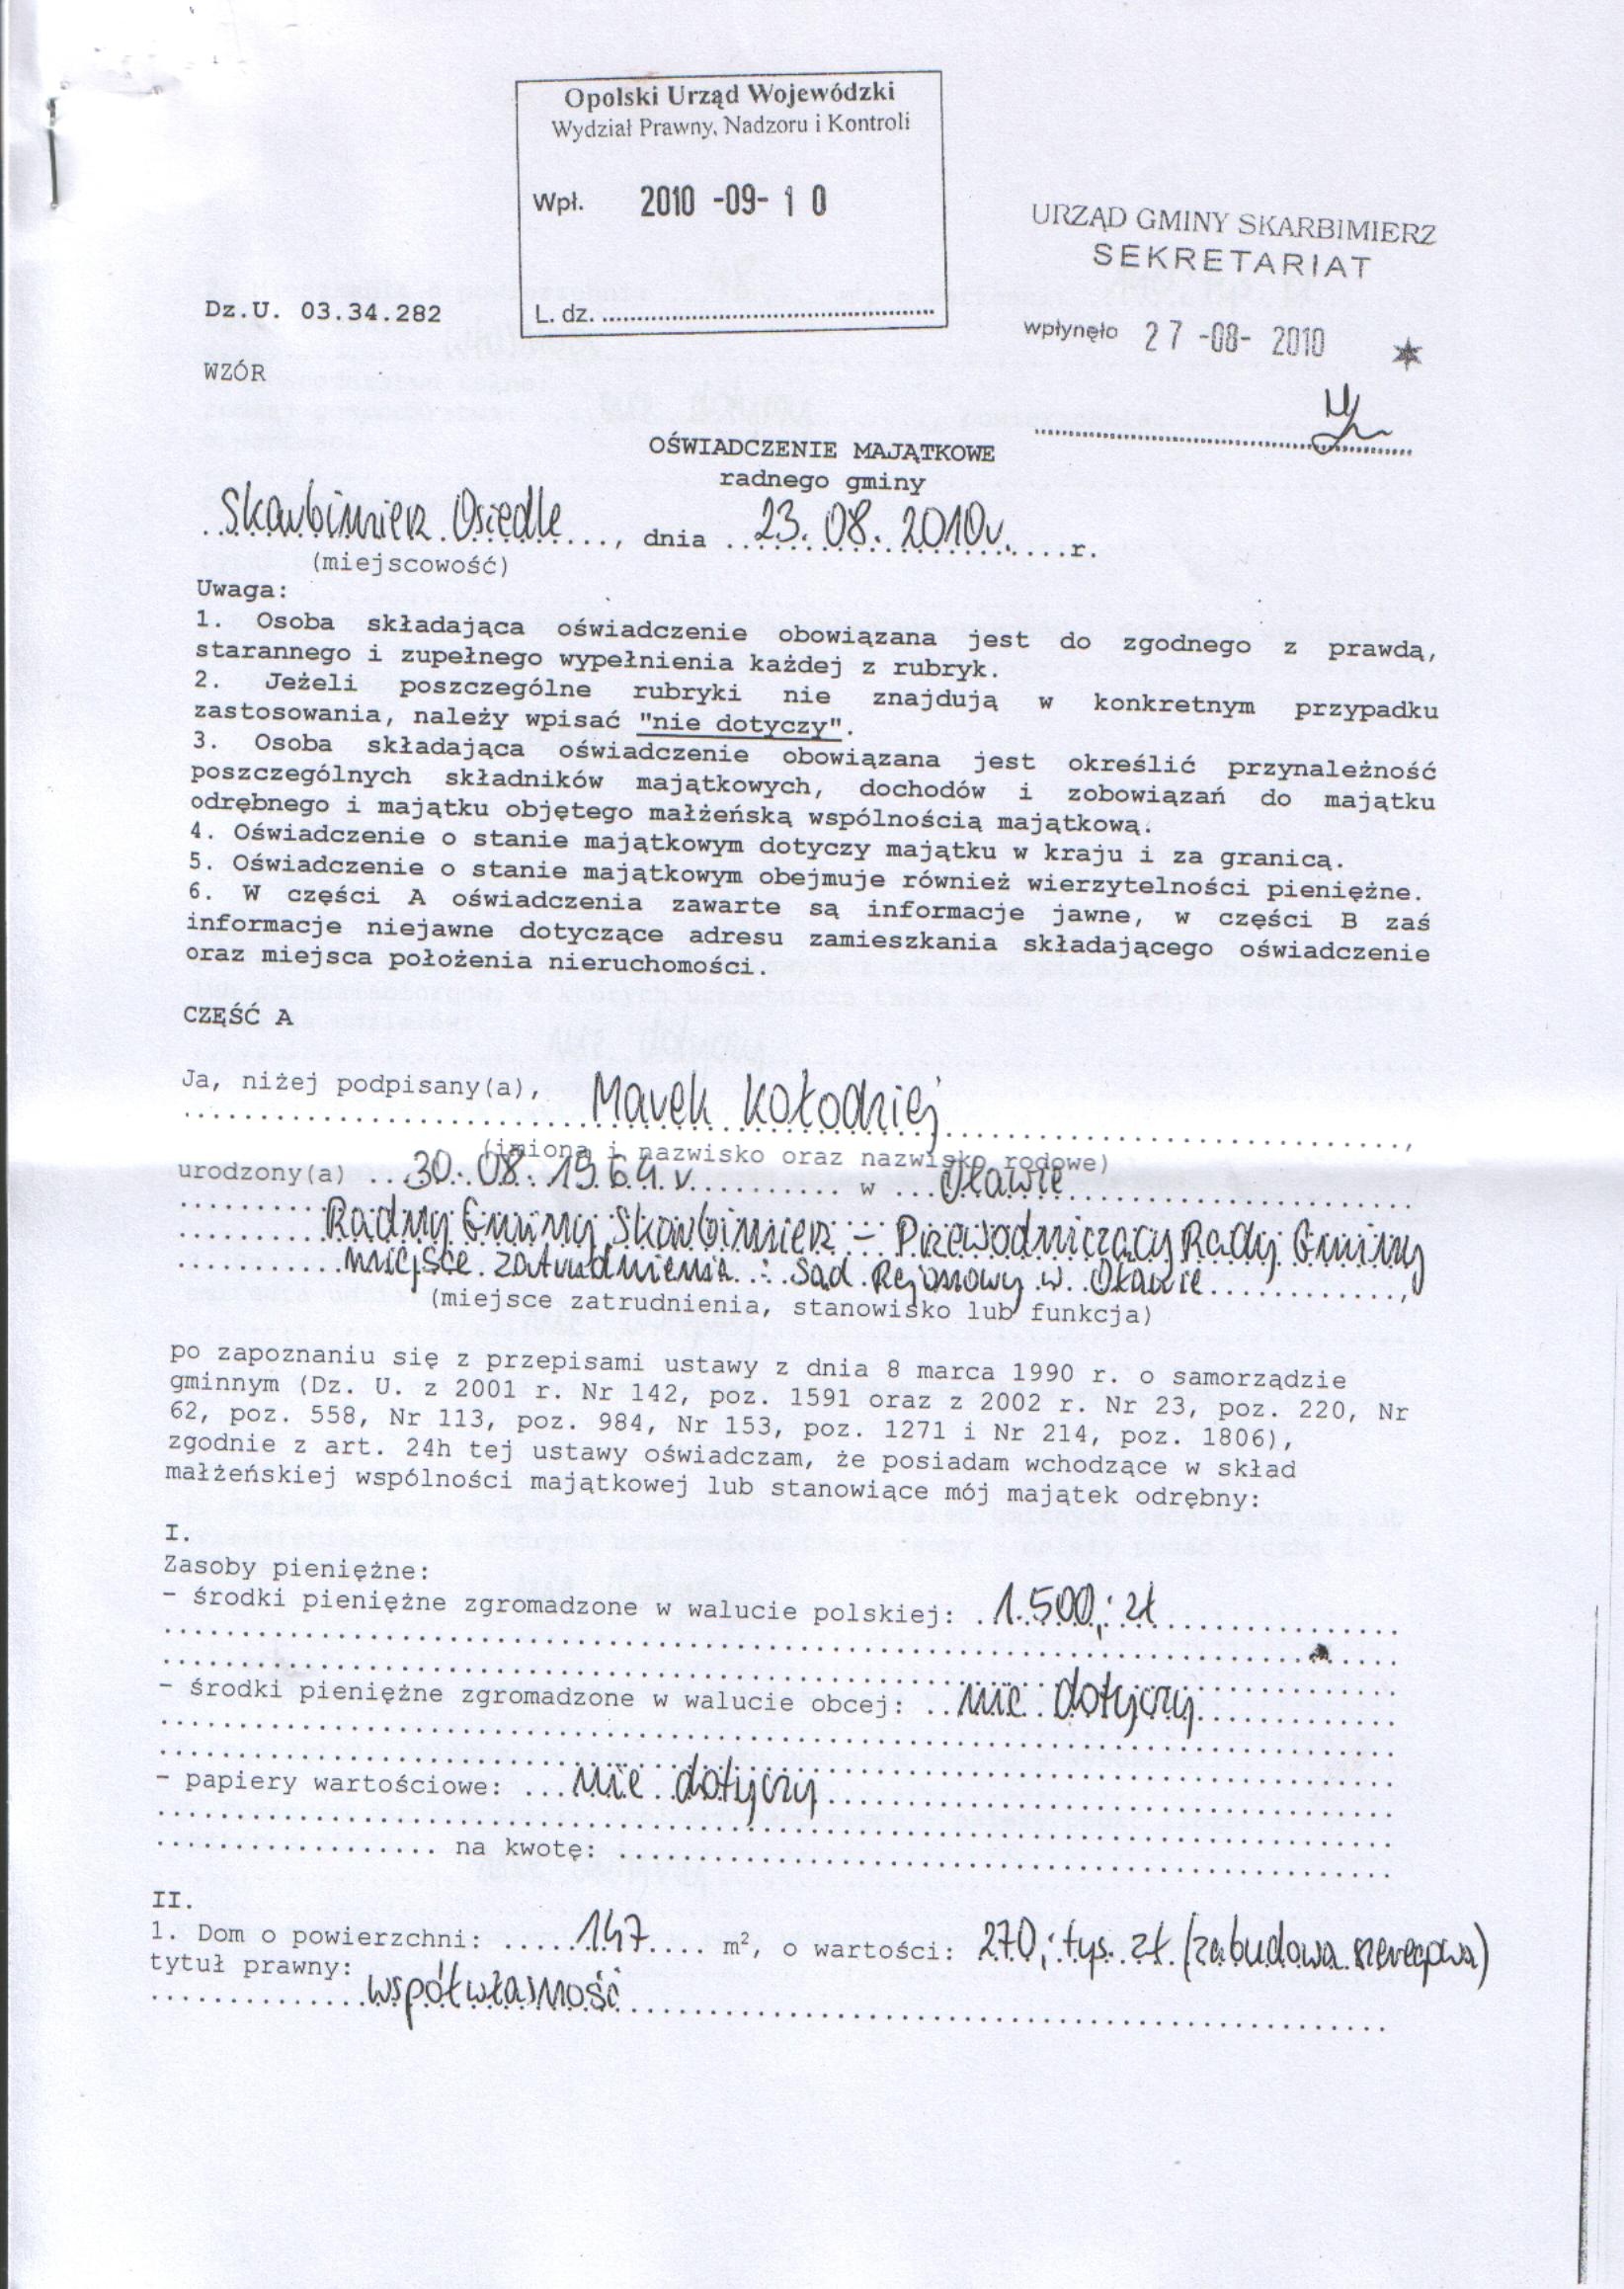 Opolski Urząd Wojewódzki
Wydział Prawny, Nadzoru i Kontroli
Wpł. 2010 -09- 1 0
L. dz. ..........
URZĄD GMINY SKARBIMIERZ
SEKRETARIAT
wpłynęło 2 7 -08- 2010
Dz.U. 03.34.282
WZÓR
OŚWIADCZENIE MAJĄTKOWE
radnego gminy
Skarbimierz Osiedle..., dnia ..23. 08. 2010r.....r.
(miejscowość)
Uwaga:
1. Osoba składająca oświadczenie obowiązana jest do zgodnego z prawdą,
starannego i zupełnego wypełnienia każdej z rubryk.
2. Jeżeli poszczególne rubryki nie znajdują w konkretnym przypadku
zastosowania, należy wpisać "nie dotyczy".
3. Osoba składająca oświadczenie obowiązana jest określić przynależność
poszczególnych składników majątkowych, dochodów i zobowiązań do majątku
odrębnego i majątku objętego małżeńską wspólnością majątkową.
4. Oświadczenie o stanie majątkowym dotyczy majątku w kraju i za granicą.
5. Oświadczenie o stanie majątkowym obejmuje również wierzytelności pieniężne.
6. W części A oświadczenia zawarte są informacje jawne, w części B zaś
informacje niejawne dotyczące adresu zamieszkania składającego oświadczenie
oraz miejsca położenia nieruchomości.
CZĘŚĆ A
Ja, niżej podpisany(a), Marek Kołodziej
(imiona i nazwisko oraz nazwisko rodowe)
urodzony(a) ..30. 08. 1964 r.......... w ...Oławie..........
Radny Gminy Skarbimierz - Przewodniczący Rady Gminy
miejsce zatrudnienia : Sąd Rejonowy w Oławie..........,
(miejsce zatrudnienia, stanowisko lub funkcja)
po zapoznaniu się z przepisami ustawy z dnia 8 marca 1990 r. o samorządzie
gminnym (Dz. U. z 2001 r. Nr 142, poz. 1591 oraz z 2002 r. Nr 23, poz. 220, Nr
62, poz. 558, Nr 113, poz. 984, Nr 153, poz. 1271 i Nr 214, poz. 1806),
zgodnie z art. 24h tej ustawy oświadczam, że posiadam wchodzące w skład
małżeńskiej wspólności majątkowej lub stanowiące mój majątek odrębny:
I.
Zasoby pieniężne:
- środki pieniężne zgromadzone w walucie polskiej: .1.500,- zł..........
- środki pieniężne zgromadzone w walucie obcej: ..nie dotyczy..........
- papiery wartościowe: ...nie dotyczy..........
.................. na kwotę: ..........
II.
1. Dom o powierzchni: .....147.... m², o wartości: 270,- tys. zł. (zabudowa szeregowa)
tytuł prawny:
współwłasność